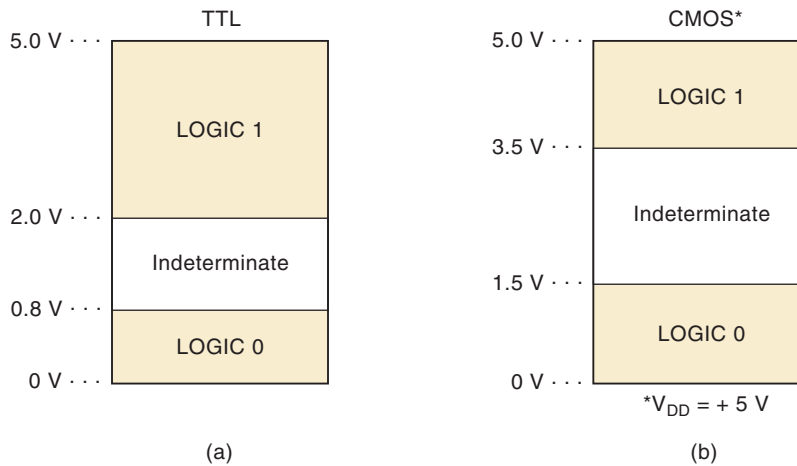 TTL
5.0 V · · ·
LOGIC 1
2.0 V · · ·
Indeterminate
0.8 V · · ·
LOGIC 0
0 V · · ·
(a)
CMOS*
5.0 V · · ·
LOGIC 1
3.5 V · · ·
Indeterminate
1.5 V · · ·
LOGIC 0
0 V · · ·
*VDD = + 5 V
(b)